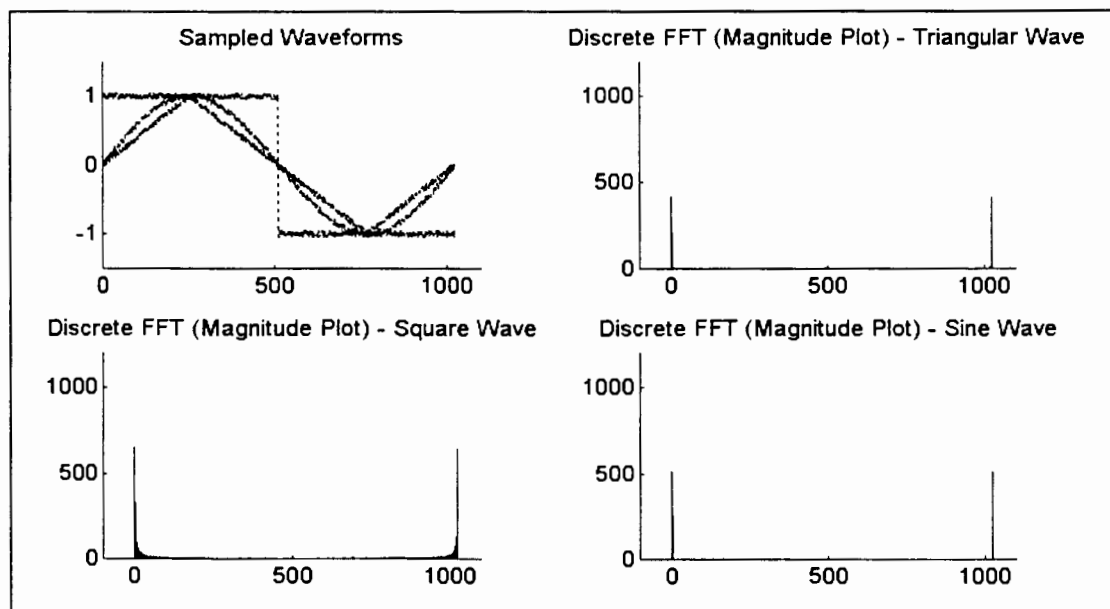 Sampled Waveforms
1
0
-1
0 500 1000
Discrete FFT (Magnitude Plot) - Triangular Wave
1000
500
0
0 500 1000
Discrete FFT (Magnitude Plot) - Square Wave
1000
500
0
0 500 1000
Discrete FFT (Magnitude Plot) - Sine Wave
1000
500
0
0 500 1000